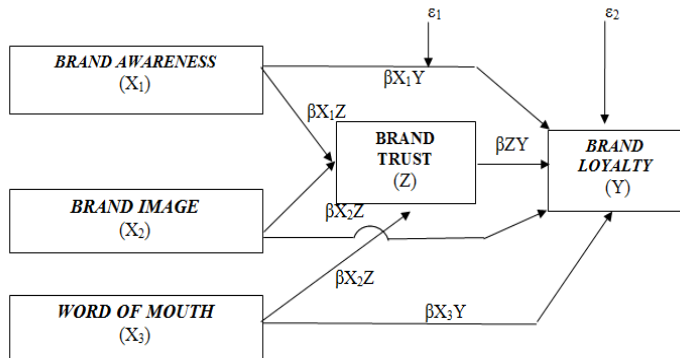 ε₁
ε₂
BRAND AWARENESS
(X₁)
βX₁Y
βX₁Z
BRAND
TRUST
(Z)
βZY
BRAND
LOYALTY
(Y)
BRAND IMAGE
(X₂)
βX₂Z
βX₂Z
WORD OF MOUTH
(X₃)
βX₃Y